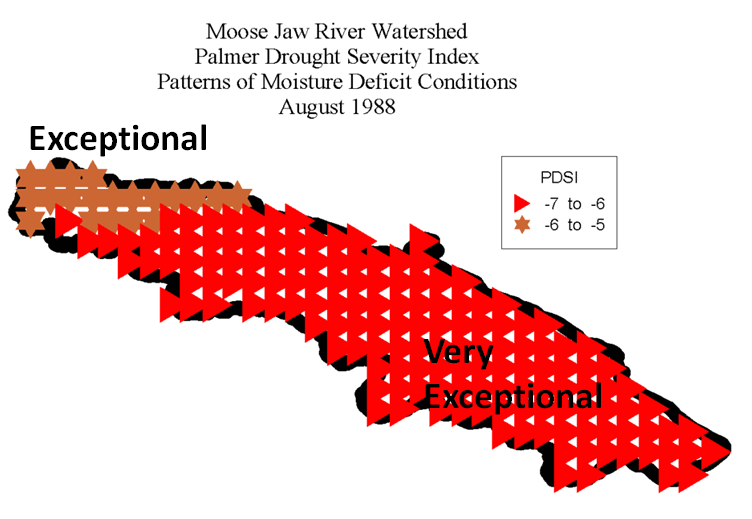 Moose Jaw River Watershed
Palmer Drought Severity Index
Patterns of Moisture Deficit Conditions
August 1988
Exceptional
PDSI
-7 to -6
-6 to -5
Very
Exceptional